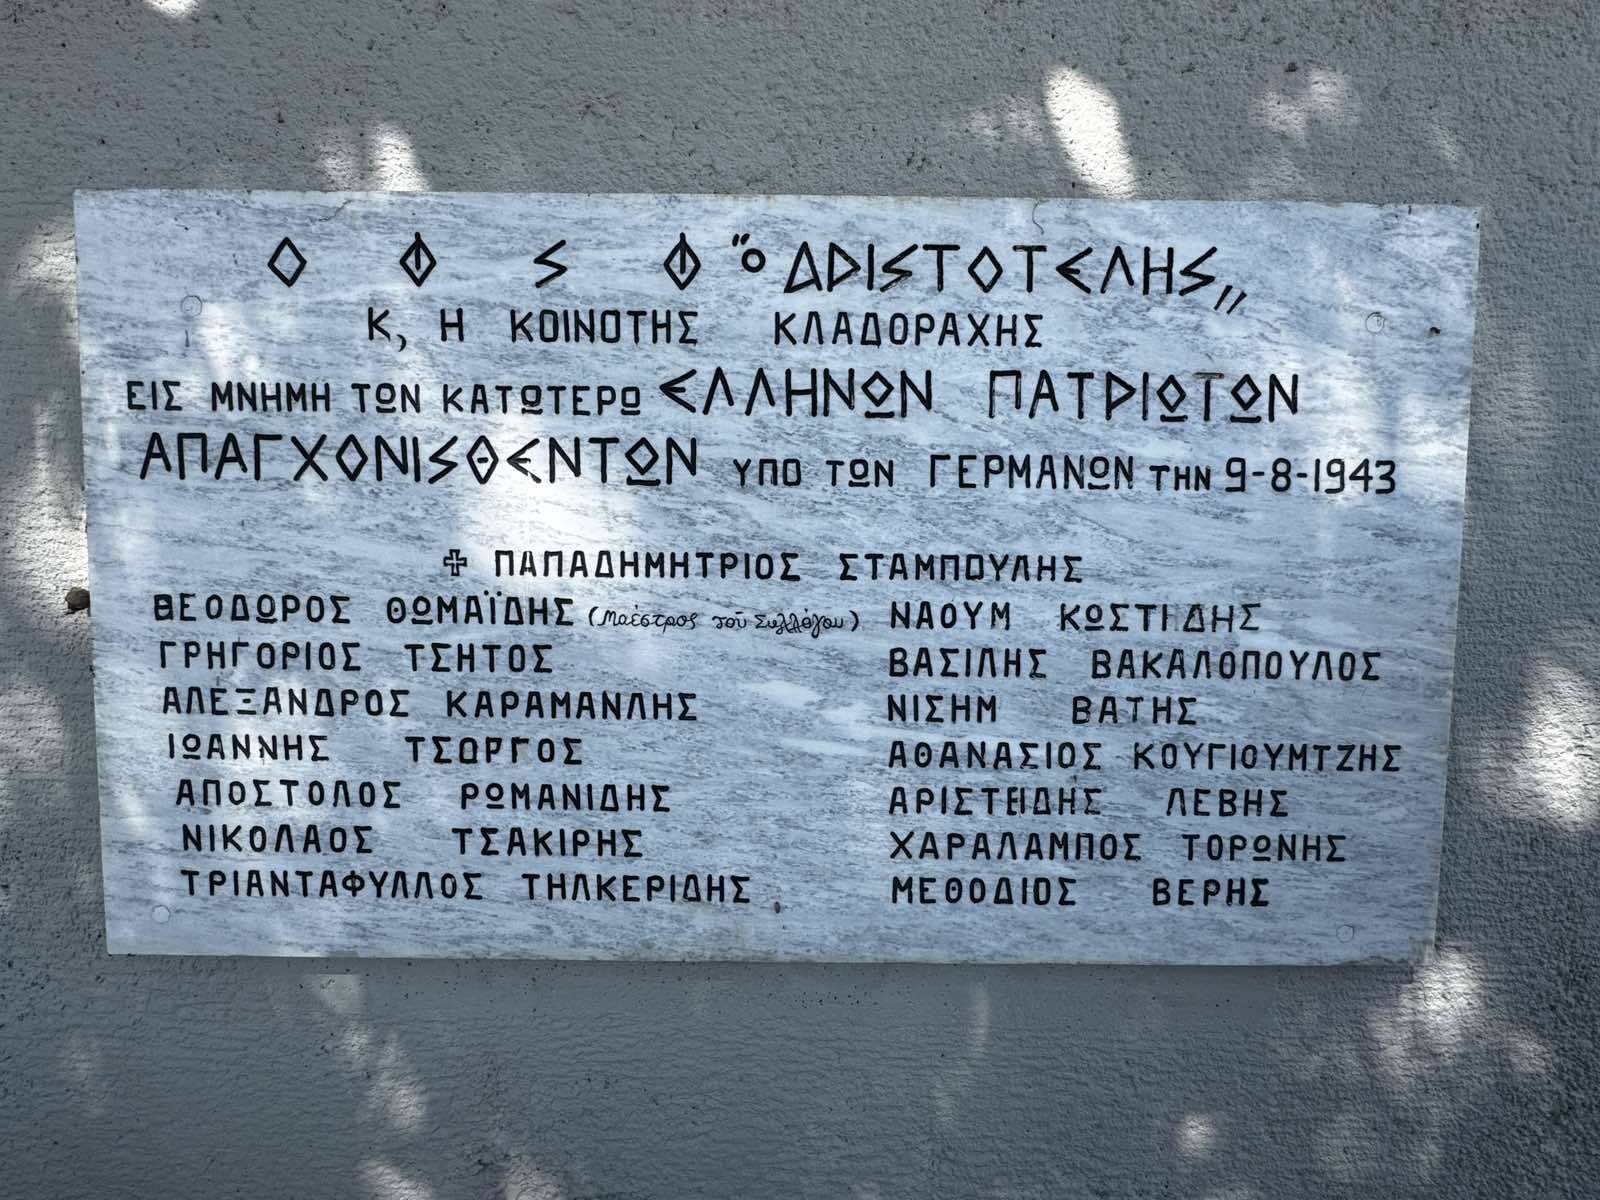 Ο Φ Σ Φ "Ο ΑΡΙΣΤΟΤΕΛΗΣ„
Κ, Η ΚΟΙΝΟΤΗΣ ΚΛΑΔΟΡΑΧΗΣ
ΕΙΣ ΜΝΗΜΗ ΤΩΝ ΚΑΤΩΤΕΡΩ ΕΛΛΗΝΩΝ ΠΑΤΡΙΩΤΩΝ
ΑΠΑΓΧΟΝΙΣΘΕΝΤΩΝ ΥΠΟ ΤΩΝ ΓΕΡΜΑΝΩΝ ΤΗΝ 9-8-1943
✠ ΠΑΠΑΔΗΜΗΤΡΙΟΣ ΣΤΑΜΠΟΥΛΗΣ
ΘΕΟΔΩΡΟΣ ΘΩΜΑΪΔΗΣ (Μαέστρος τοῦ Συλλόγου)
ΓΡΗΓΟΡΙΟΣ ΤΣΗΤΟΣ
ΑΛΕΞΑΝΔΡΟΣ ΚΑΡΑΜΑΝΛΗΣ
ΙΩΑΝΝΗΣ ΤΣΩΡΓΟΣ
ΑΠΟΣΤΟΛΟΣ ΡΩΜΑΝΙΔΗΣ
ΝΙΚΟΛΑΟΣ ΤΣΑΚΙΡΗΣ
ΤΡΙΑΝΤΑΦΥΛΛΟΣ ΤΗΛΚΕΡΙΔΗΣ
ΝΑΟΥΜ ΚΩΣΤΙΔΗΣ
ΒΑΣΙΛΗΣ ΒΑΚΑΛΟΠΟΥΛΟΣ
ΝΙΣΗΜ ΒΑΤΗΣ
ΑΘΑΝΑΣΙΟΣ ΚΟΥΓΙΟΥΜΤΖΗΣ
ΑΡΙΣΤΕΙΔΗΣ ΛΕΒΗΣ
ΧΑΡΑΛΑΜΠΟΣ ΤΟΡΩΝΗΣ
ΜΕΘΟΔΙΟΣ ΒΕΡΗΣ